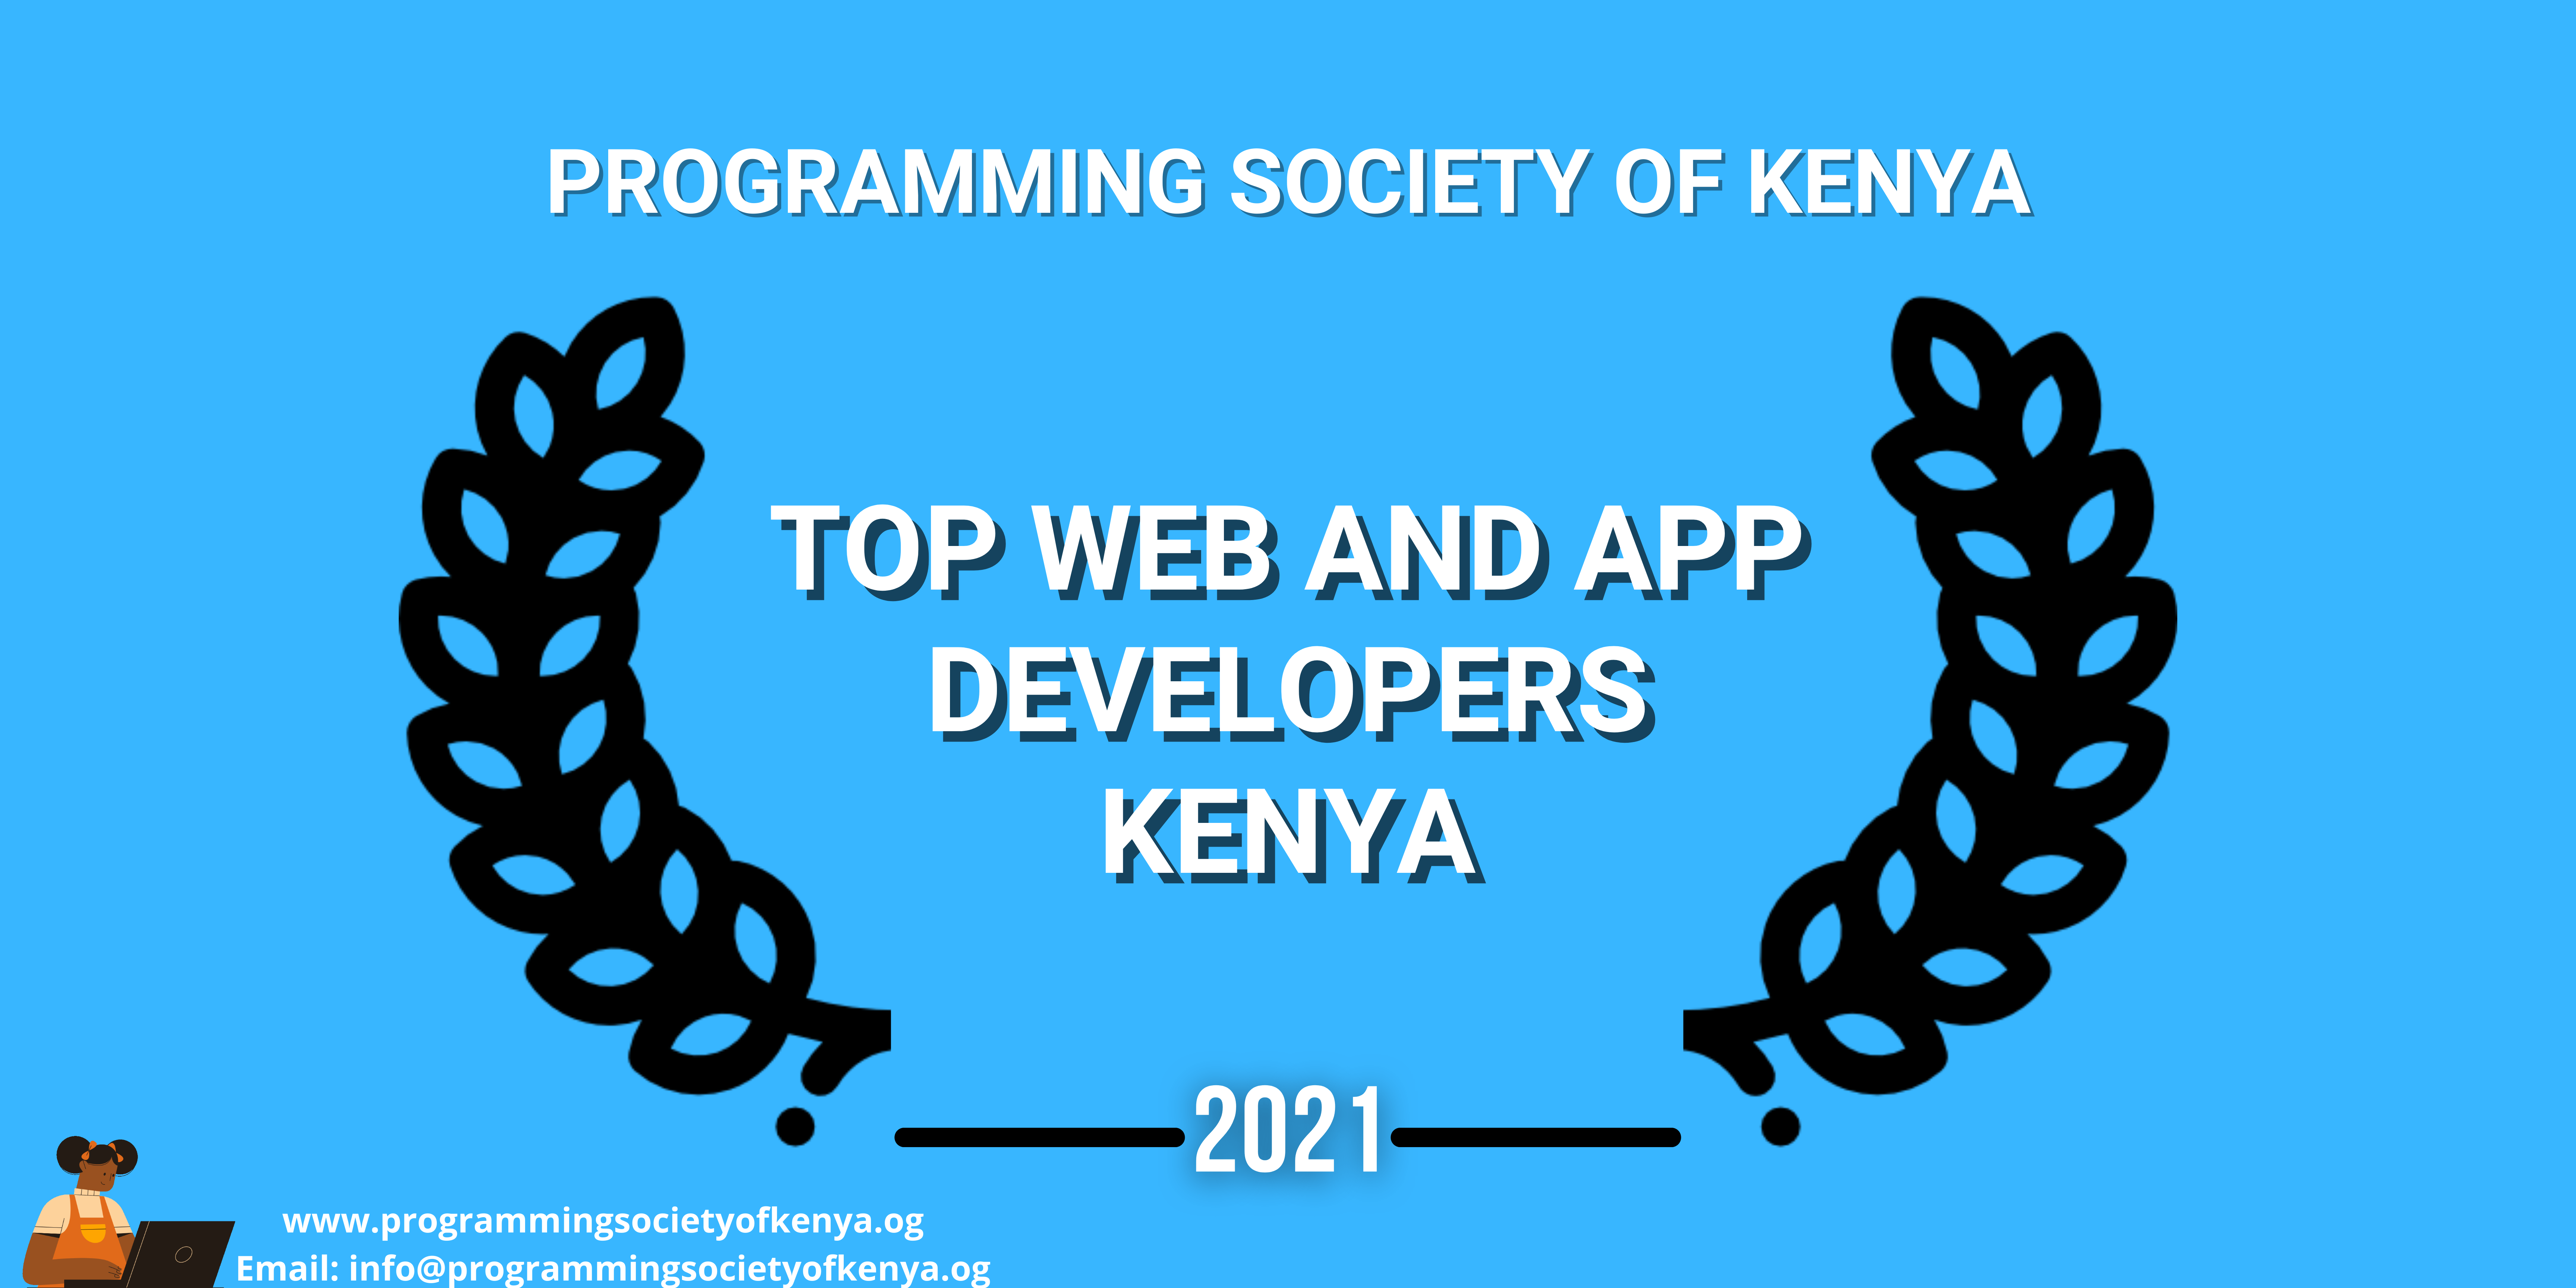 PROGRAMMING SOCIETY OF KENYA
TOP WEB AND APP
DEVELOPERS
KENYA
2021
www.programmingsocietyofkenya.og
Email: info@programmingsocietyofkenya.og